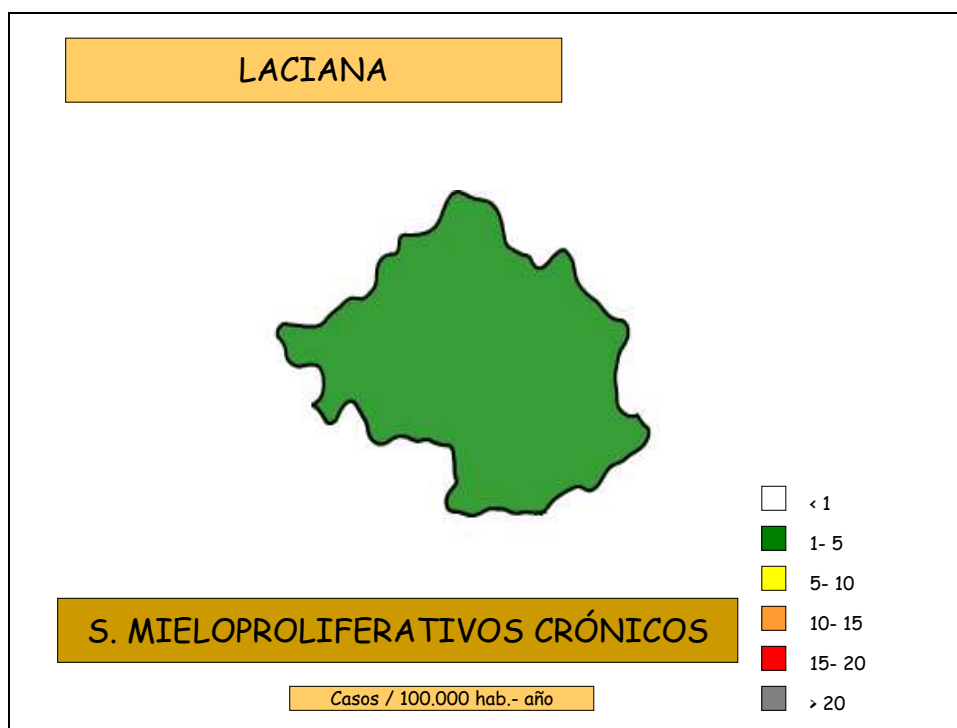 LACIANA
< 1
1- 5
5- 10
10- 15
15- 20
> 20
S. MIELOPROLIFERATIVOS CRÓNICOS
Casos / 100.000 hab.- año